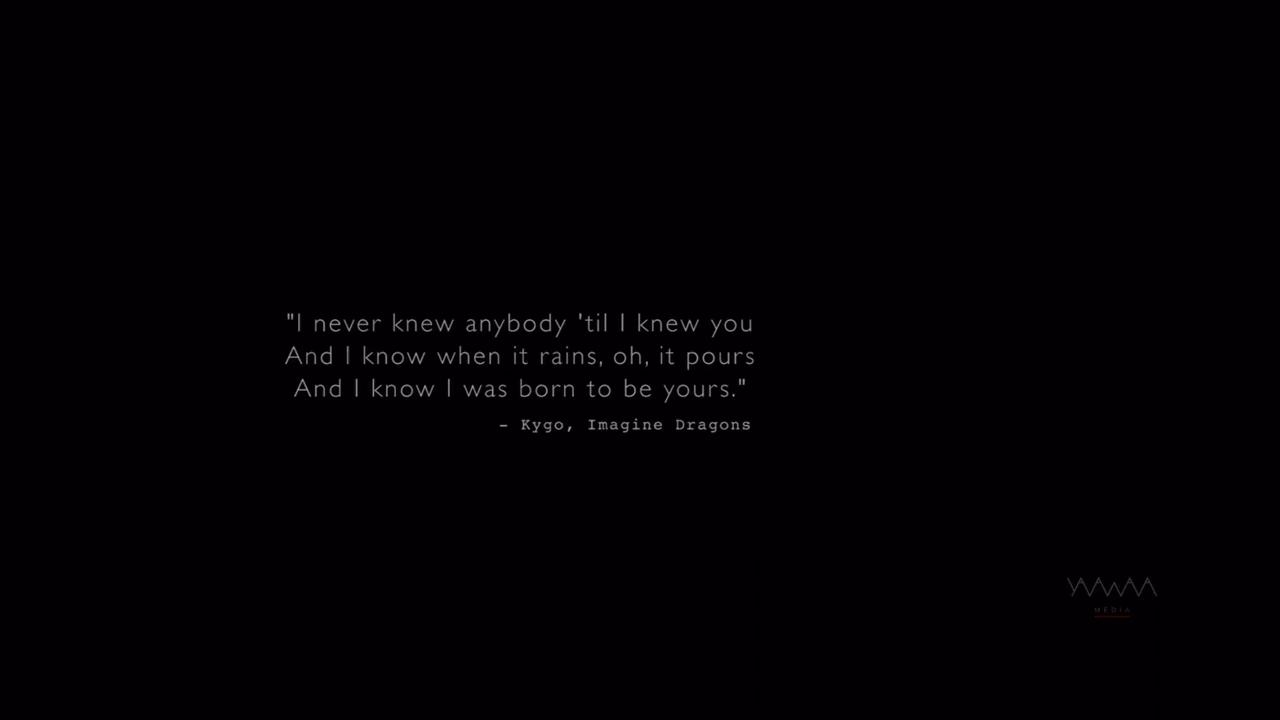 "I never knew anybody 'til I knew you
And I know when it rains, oh, it pours
And I know I was born to be yours."
– Kygo, Imagine Dragons
MEDIA